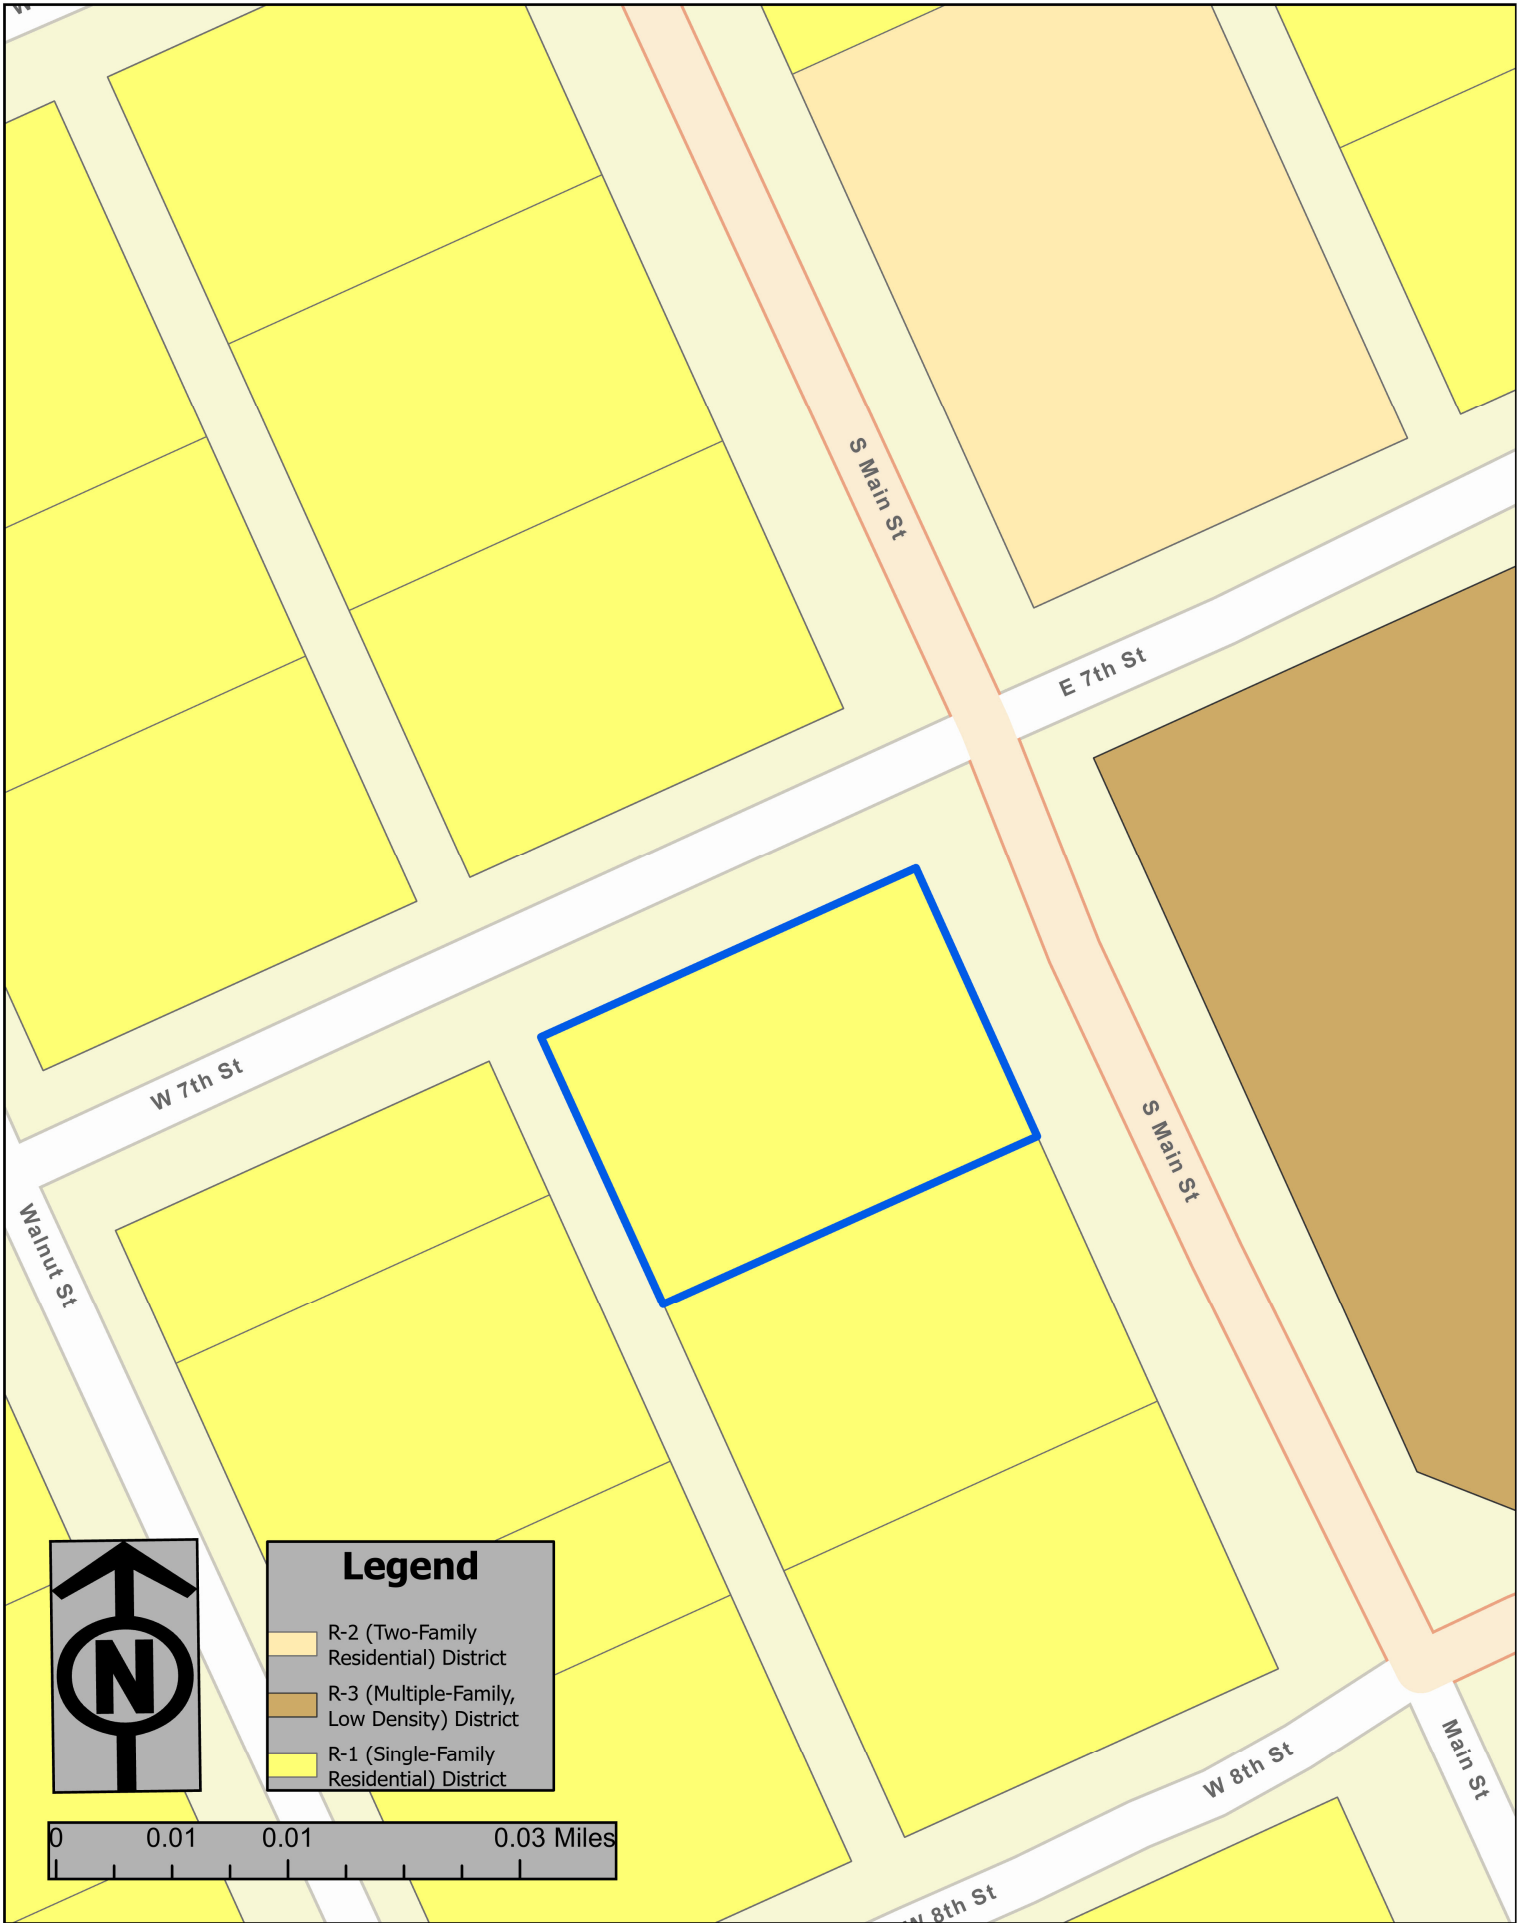 S Main St
E 7th St
W 7th St
S Main St
Walnut St
Legend
R-2 (Two-Family
Residential) District
R-3 (Multiple-Family,
Low Density) District
R-1 (Single-Family
Residential) District
N
W 8th St
Main St
0 0.01 0.01 0.03 Miles
W 8th St